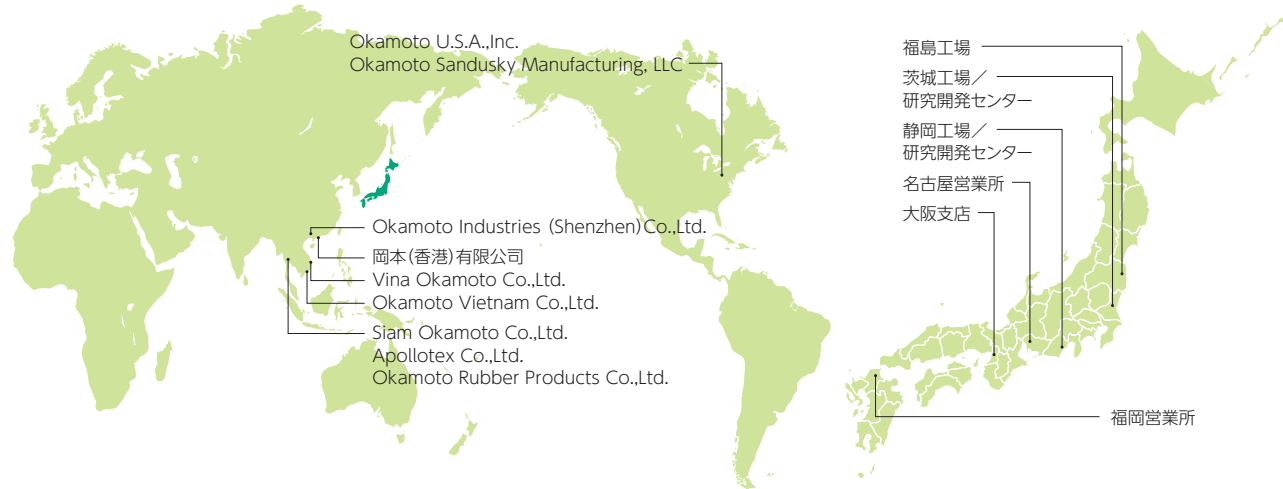 Okamoto U.S.A.,Inc.
Okamoto Sandusky Manufacturing, LLC
Okamoto Industries (Shenzhen)Co.,Ltd.
岡本(香港)有限公司
Vina Okamoto Co.,Ltd.
Okamoto Vietnam Co.,Ltd.
Siam Okamoto Co.,Ltd.
Apollotex Co.,Ltd.
Okamoto Rubber Products Co.,Ltd.
福島工場
茨城工場／
研究開発センター
静岡工場／
研究開発センター
名古屋営業所
大阪支店
福岡営業所